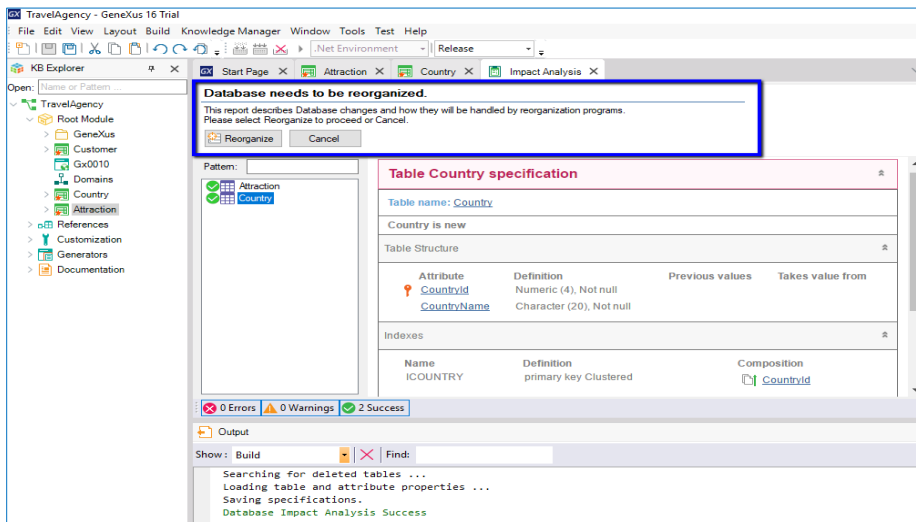 TravelAgency - GeneXus 16 Trial
File Edit View Layout Build Knowledge Manager Window Tools Test Help
.Net Environment Release
KB Explorer
Start Page Attraction Country Impact Analysis
Open: Name or Pattern ...
TravelAgency
Root Module
GeneXus
Customer
Gx0010
Domains
Country
Attraction
References
Customization
Generators
Documentation
Database needs to be reorganized.
This report describes Database changes and how they will be handled by reorganization programs.
Please select Reorganize to proceed or Cancel.
Reorganize Cancel
Pattern:
Attraction
Country
Table Country specification
Table name: Country
Country is new
Table Structure
Attribute Definition Previous values Takes value from
CountryId Numeric (4), Not null
CountryName Character (20), Not null
Indexes
Name Definition Composition
ICOUNTRY primary key Clustered CountryId
0 Errors 0 Warnings 2 Success
Output
Show: Build Find:
Searching for deleted tables ...
Loading table and attribute properties ...
Saving specifications.
Database Impact Analysis Success